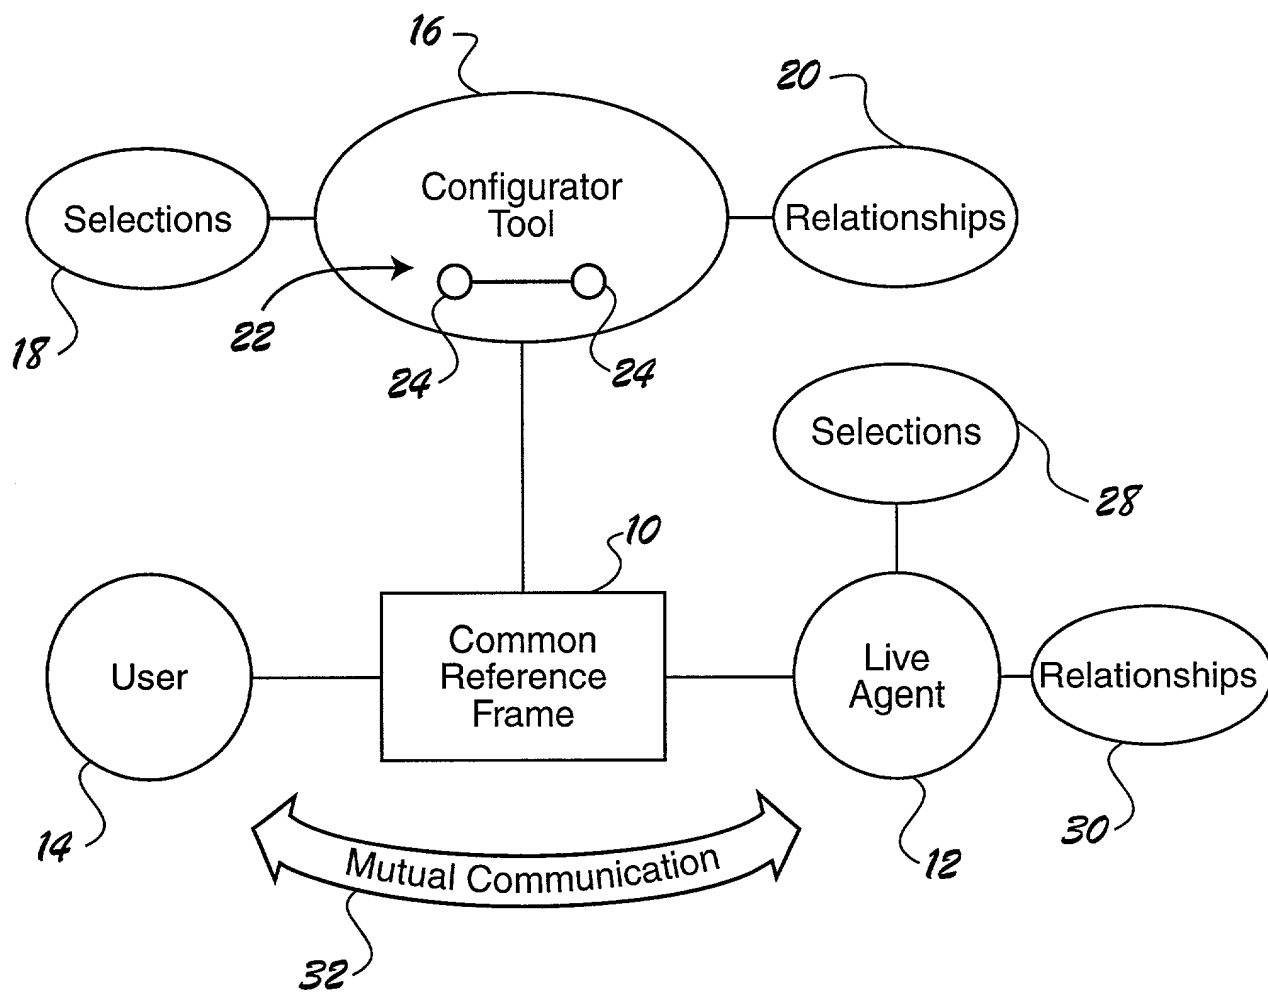 16
20
Configurator
Tool
Selections
Relationships
22
18
24
24
Selections
28
10
Common
Reference
Frame
User
Live
Agent
Relationships
14
Mutual Communication
12
30
32